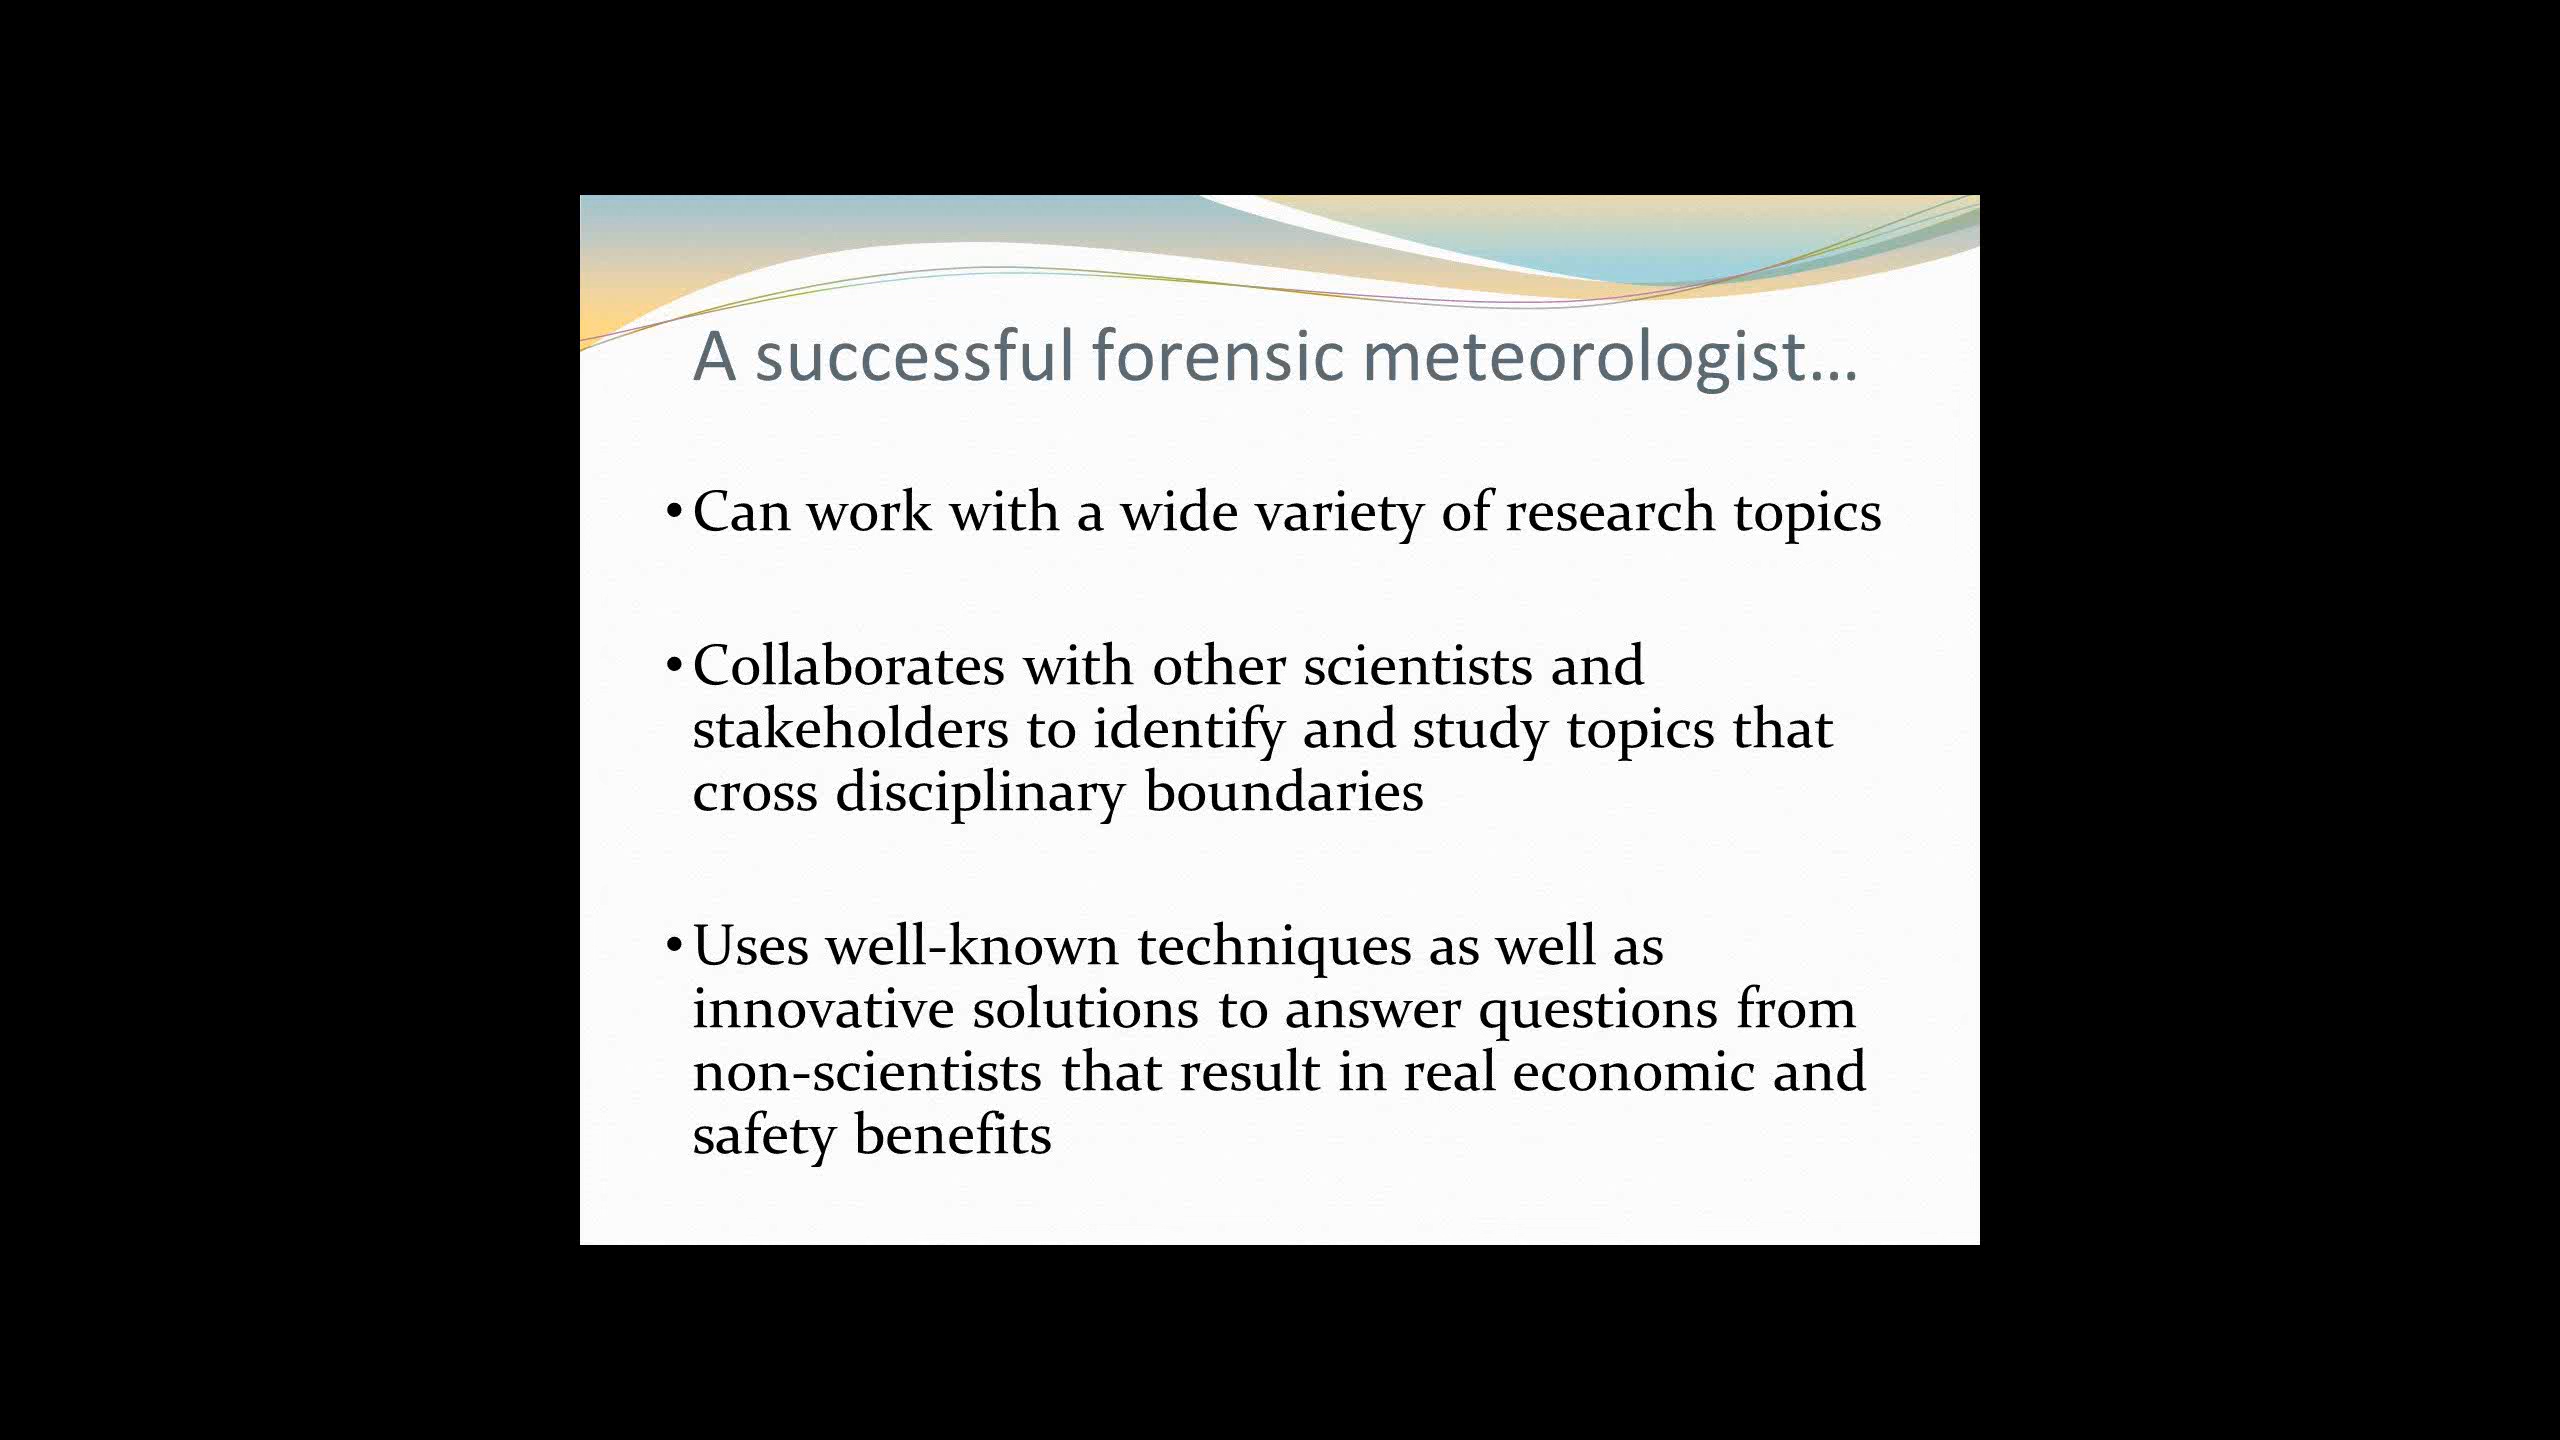 A successful forensic meteorologist…
• Can work with a wide variety of research topics
• Collaborates with other scientists and
stakeholders to identify and study topics that
cross disciplinary boundaries
• Uses well-known techniques as well as
innovative solutions to answer questions from
non-scientists that result in real economic and
safety benefits